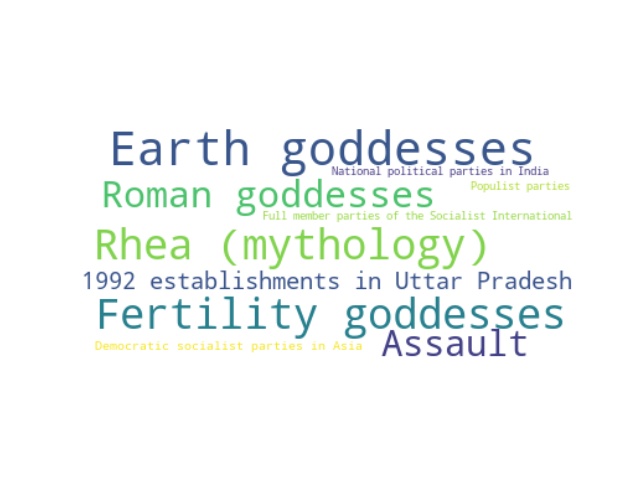 Earth goddesses
National political parties in India
Roman goddesses
Populist parties
Full member parties of the Socialist International
Rhea (mythology)
1992 establishments in Uttar Pradesh
Fertility goddesses
Democratic socialist parties in Asia
Assault